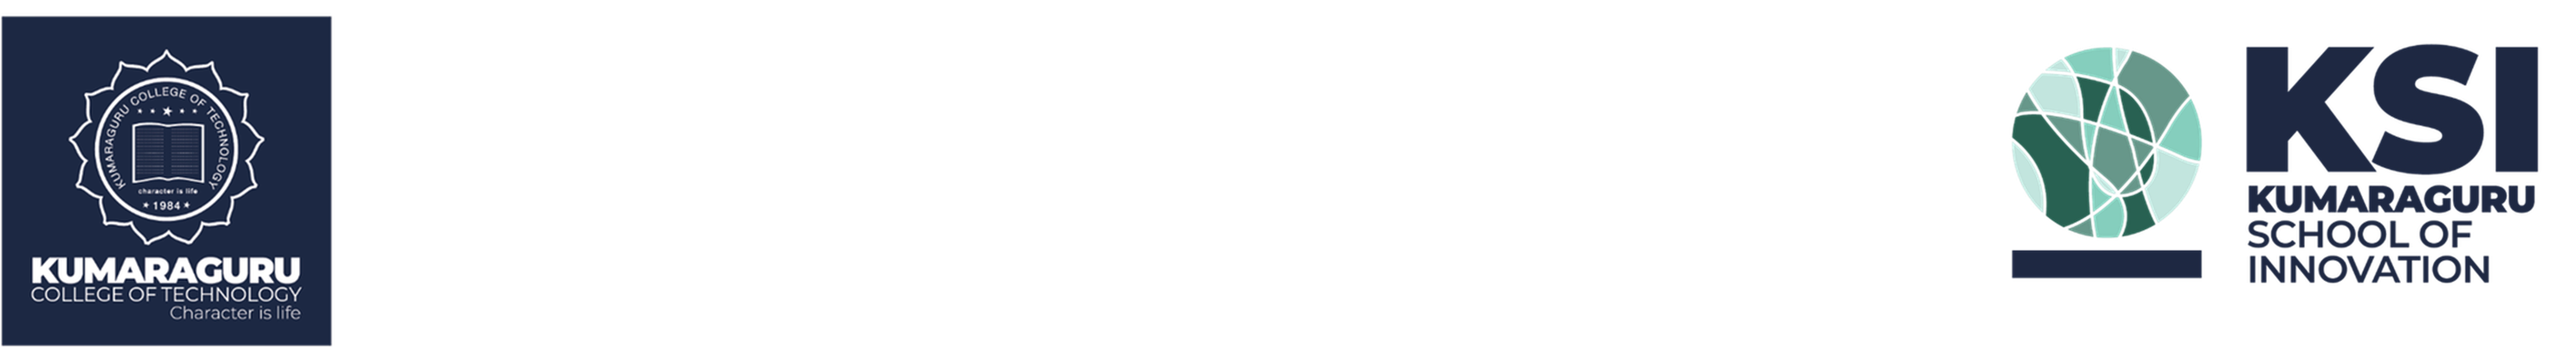 KUMARAGURU COLLEGE OF TECHNOLOGY
character is life
1984
KUMARAGURU
COLLEGE OF TECHNOLOGY
Character is life
KSI
KUMARAGURU
SCHOOL OF
INNOVATION